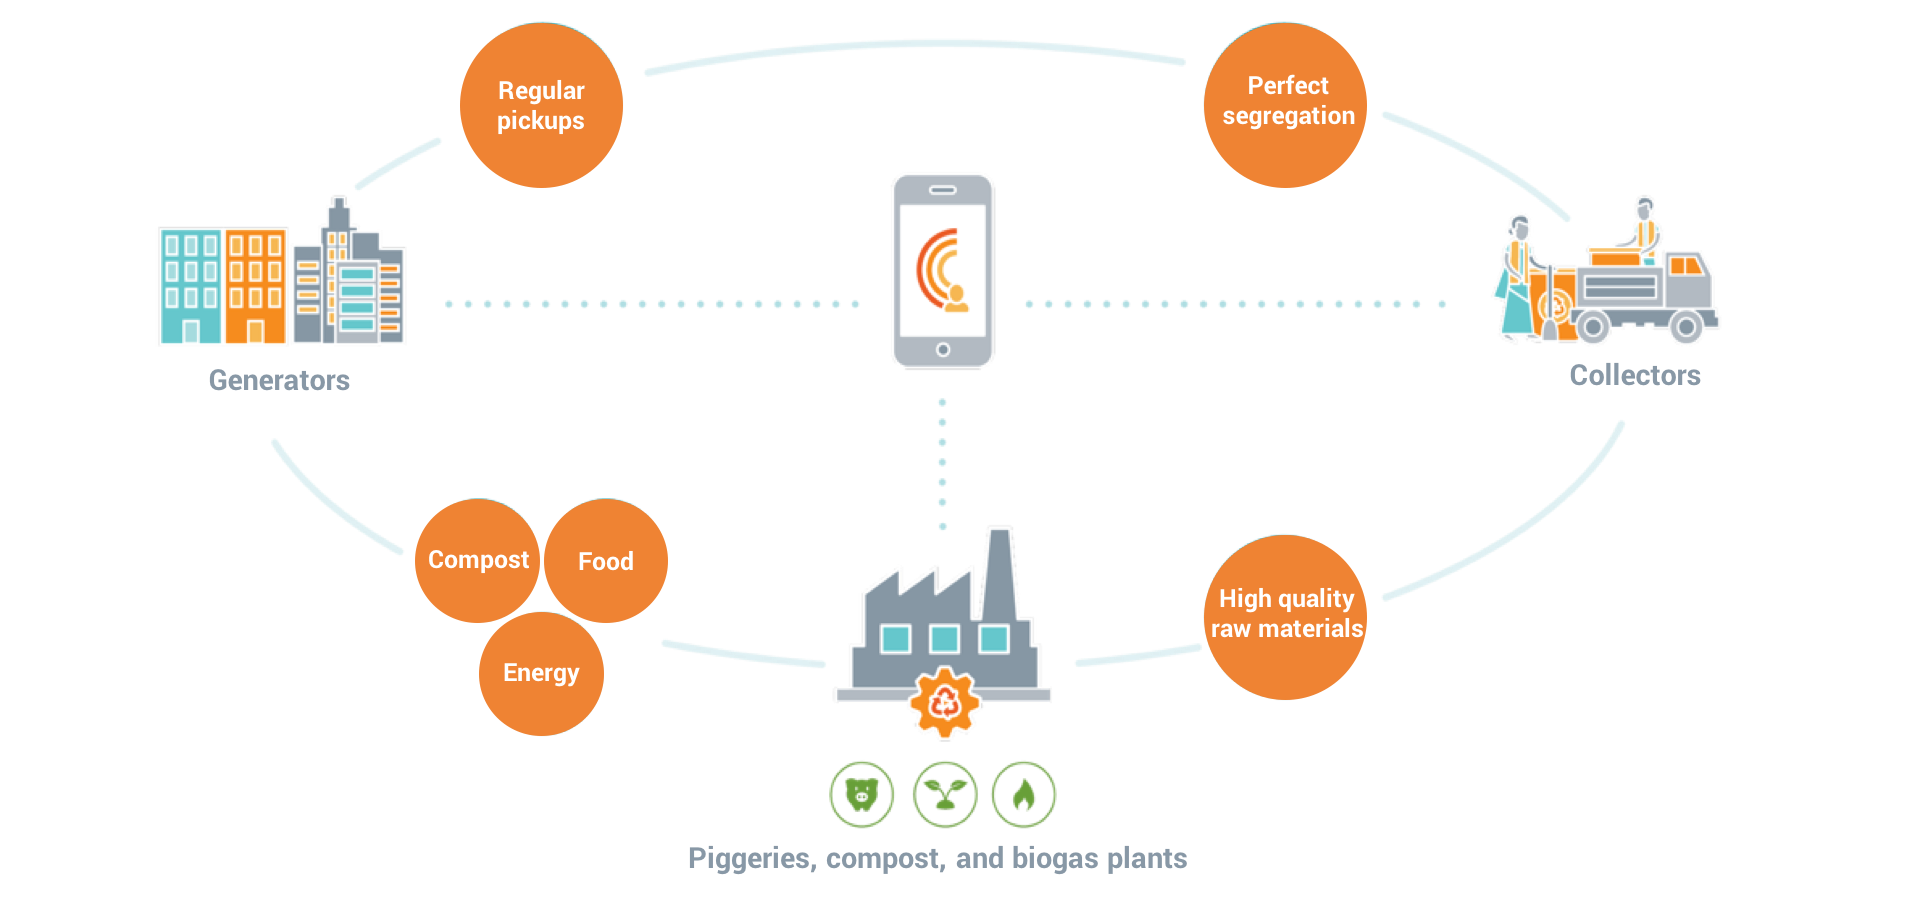 Regular
pickups
Perfect
segregation
Generators
Collectors
Compost
Food
Energy
High quality
raw materials
Piggeries, compost, and biogas plants